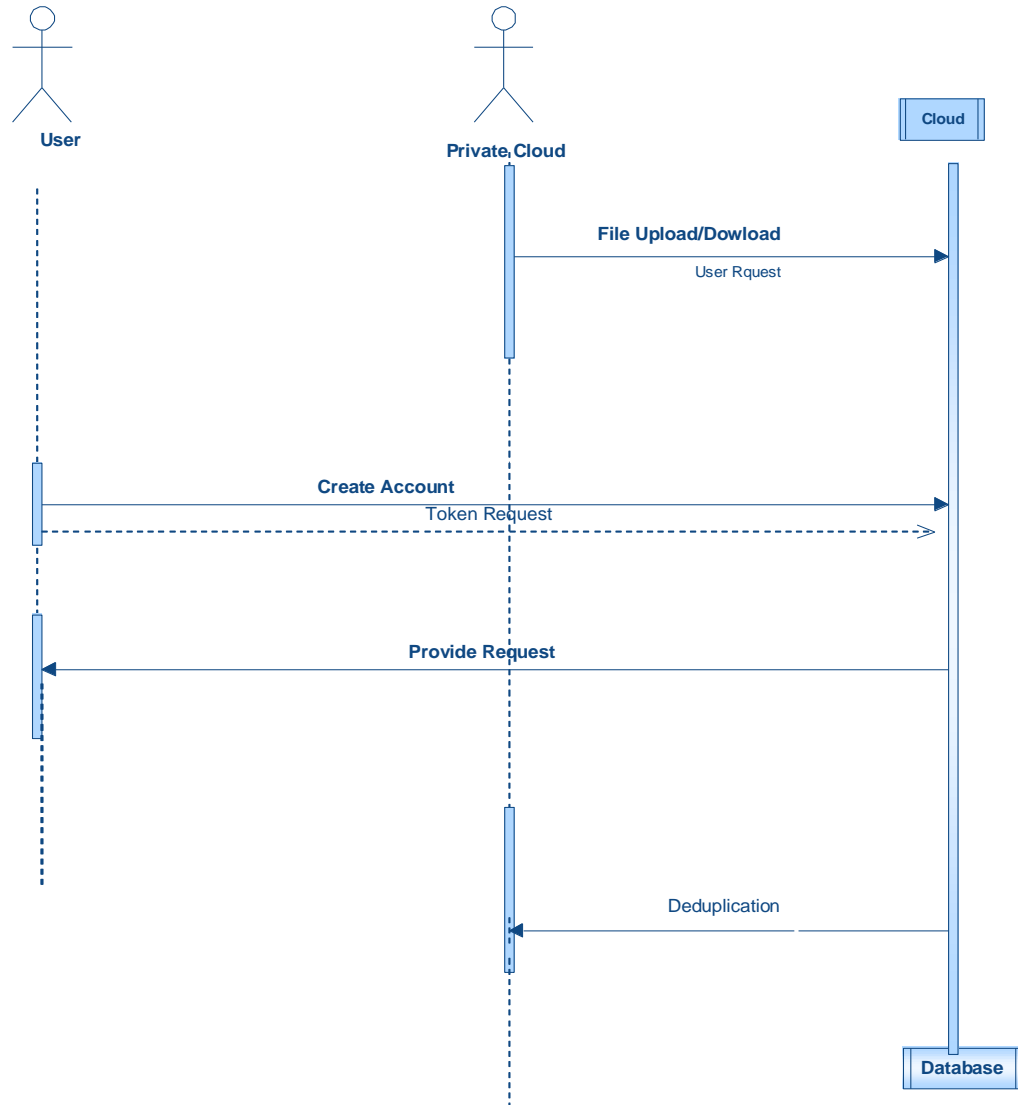 User
Private Cloud
Cloud
File Upload/Dowload
User Rquest
Create Account
Token Request
Provide Request
Deduplication
Database